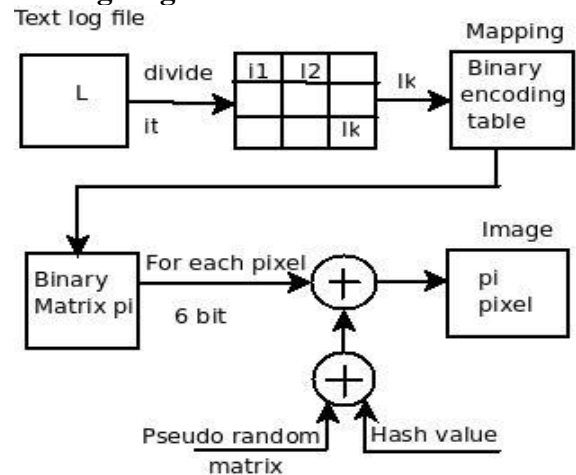 Text log file
L
divide
it
i1 I2
Ik
Ik
Mapping
Binary
encoding
table
Binary
Matrix pi
For each pixel
6 bit
+
+
Image
pi
pixel
Pseudo random
matrix
Hash value